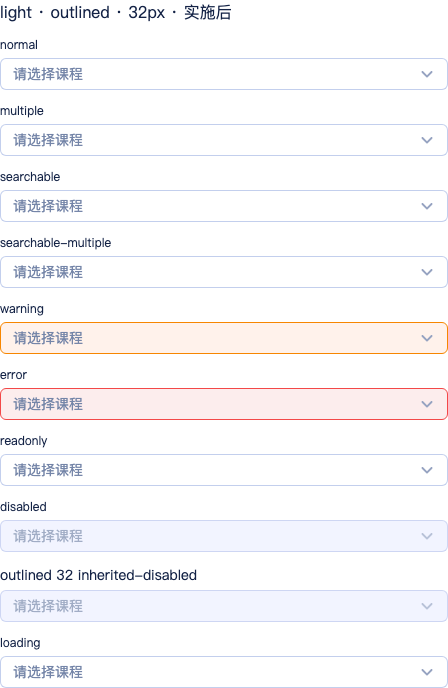 light · outlined · 32px · 实施后
normal
请选择课程
multiple
请选择课程
searchable
请选择课程
searchable-multiple
请选择课程
warning
请选择课程
error
请选择课程
readonly
请选择课程
disabled
请选择课程
outlined 32 inherited-disabled
请选择课程
loading
请选择课程